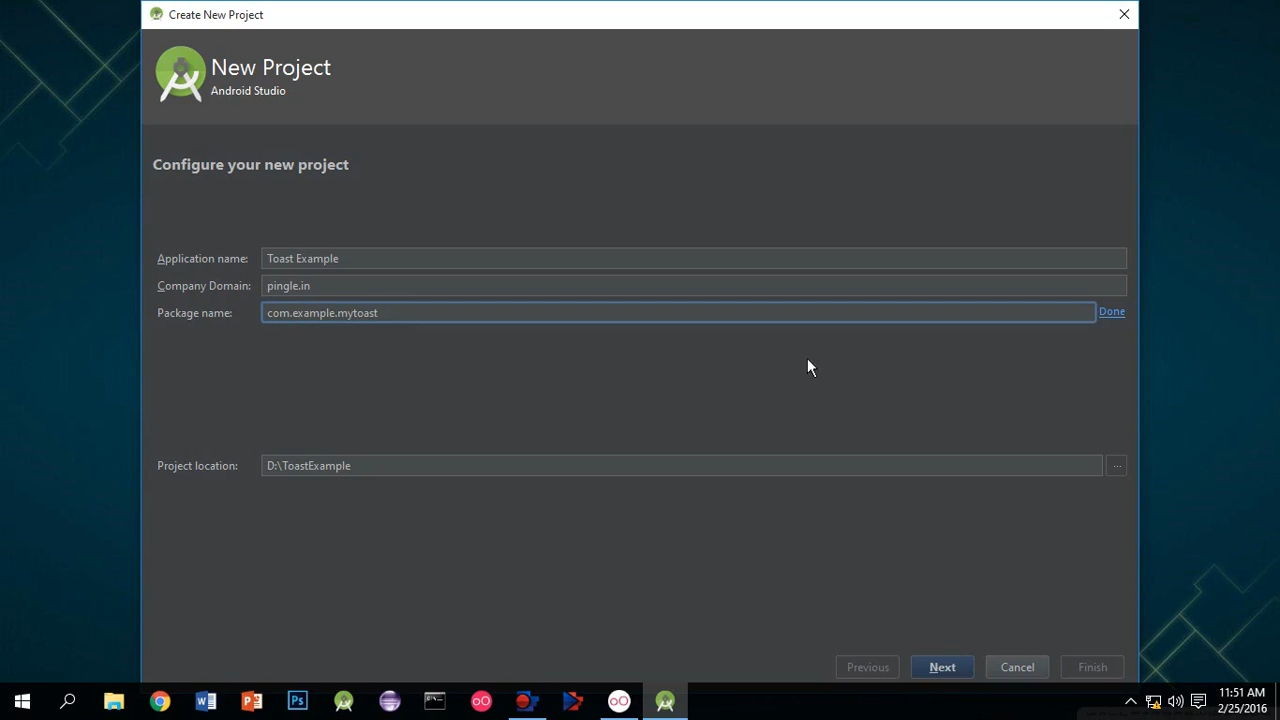 Create New Project
New Project
Android Studio
Configure your new project
Application name: Toast Example
Company Domain: pingle.in
Package name: com.example.mytoast Done
Project location: D:\ToastExample ...
Previous Next Cancel Finish
11:51 AM
2/25/2016